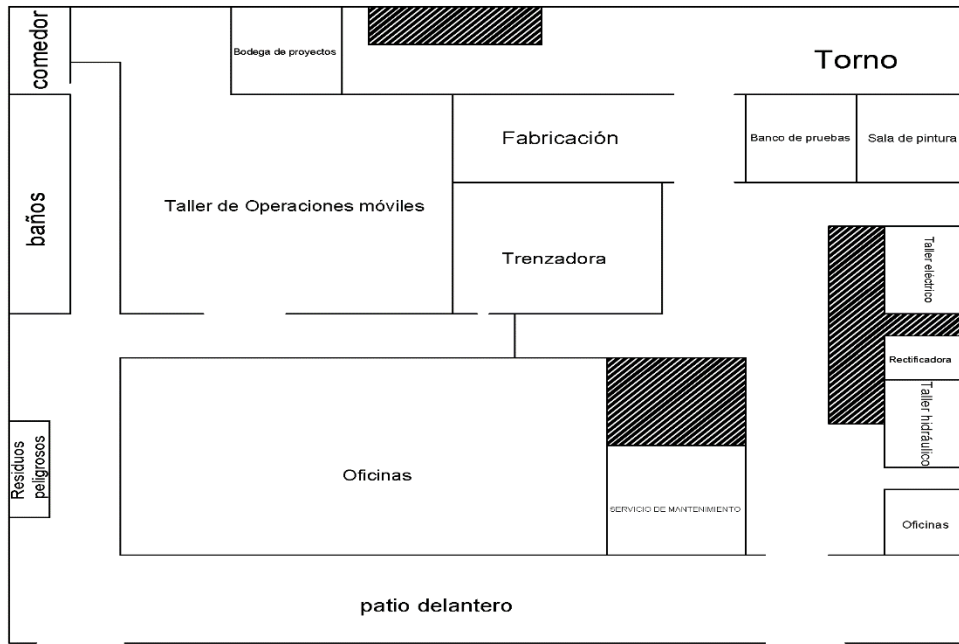 comedor
Bodega de proyectos
Torno
Fabricación
Banco de pruebas
Sala de pintura
baños
Taller de Operaciones móviles
Trenzadora
Taller eléctrico
Rectificadora
Taller hidráulico
Residuos
peligrosos
Oficinas
SERVICIO DE MANTENIMIENTO
Oficinas
patio delantero